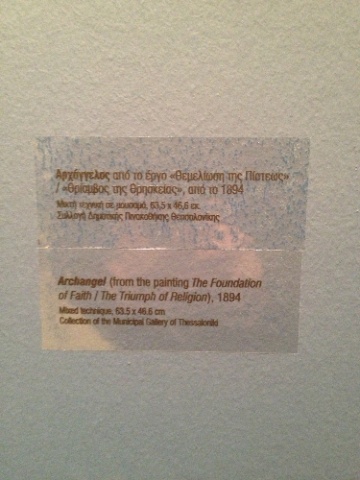 Αρχάγγελος από το έργο «Θεμελίωση της Πίστεως»
/ «Θρίαμβος της Θρησκείας», από το 1894
Μικτή τεχνική σε μουσαμά, 63,5 x 46,6 εκ.
Συλλογή Δημοτικής Πινακοθήκης Θεσσαλονίκης
Archangel (from the painting The Foundation
of Faith / The Triumph of Religion), 1894
Mixed technique, 63.5 x 46.6 cm
Collection of the Municipal Gallery of Thessaloniki